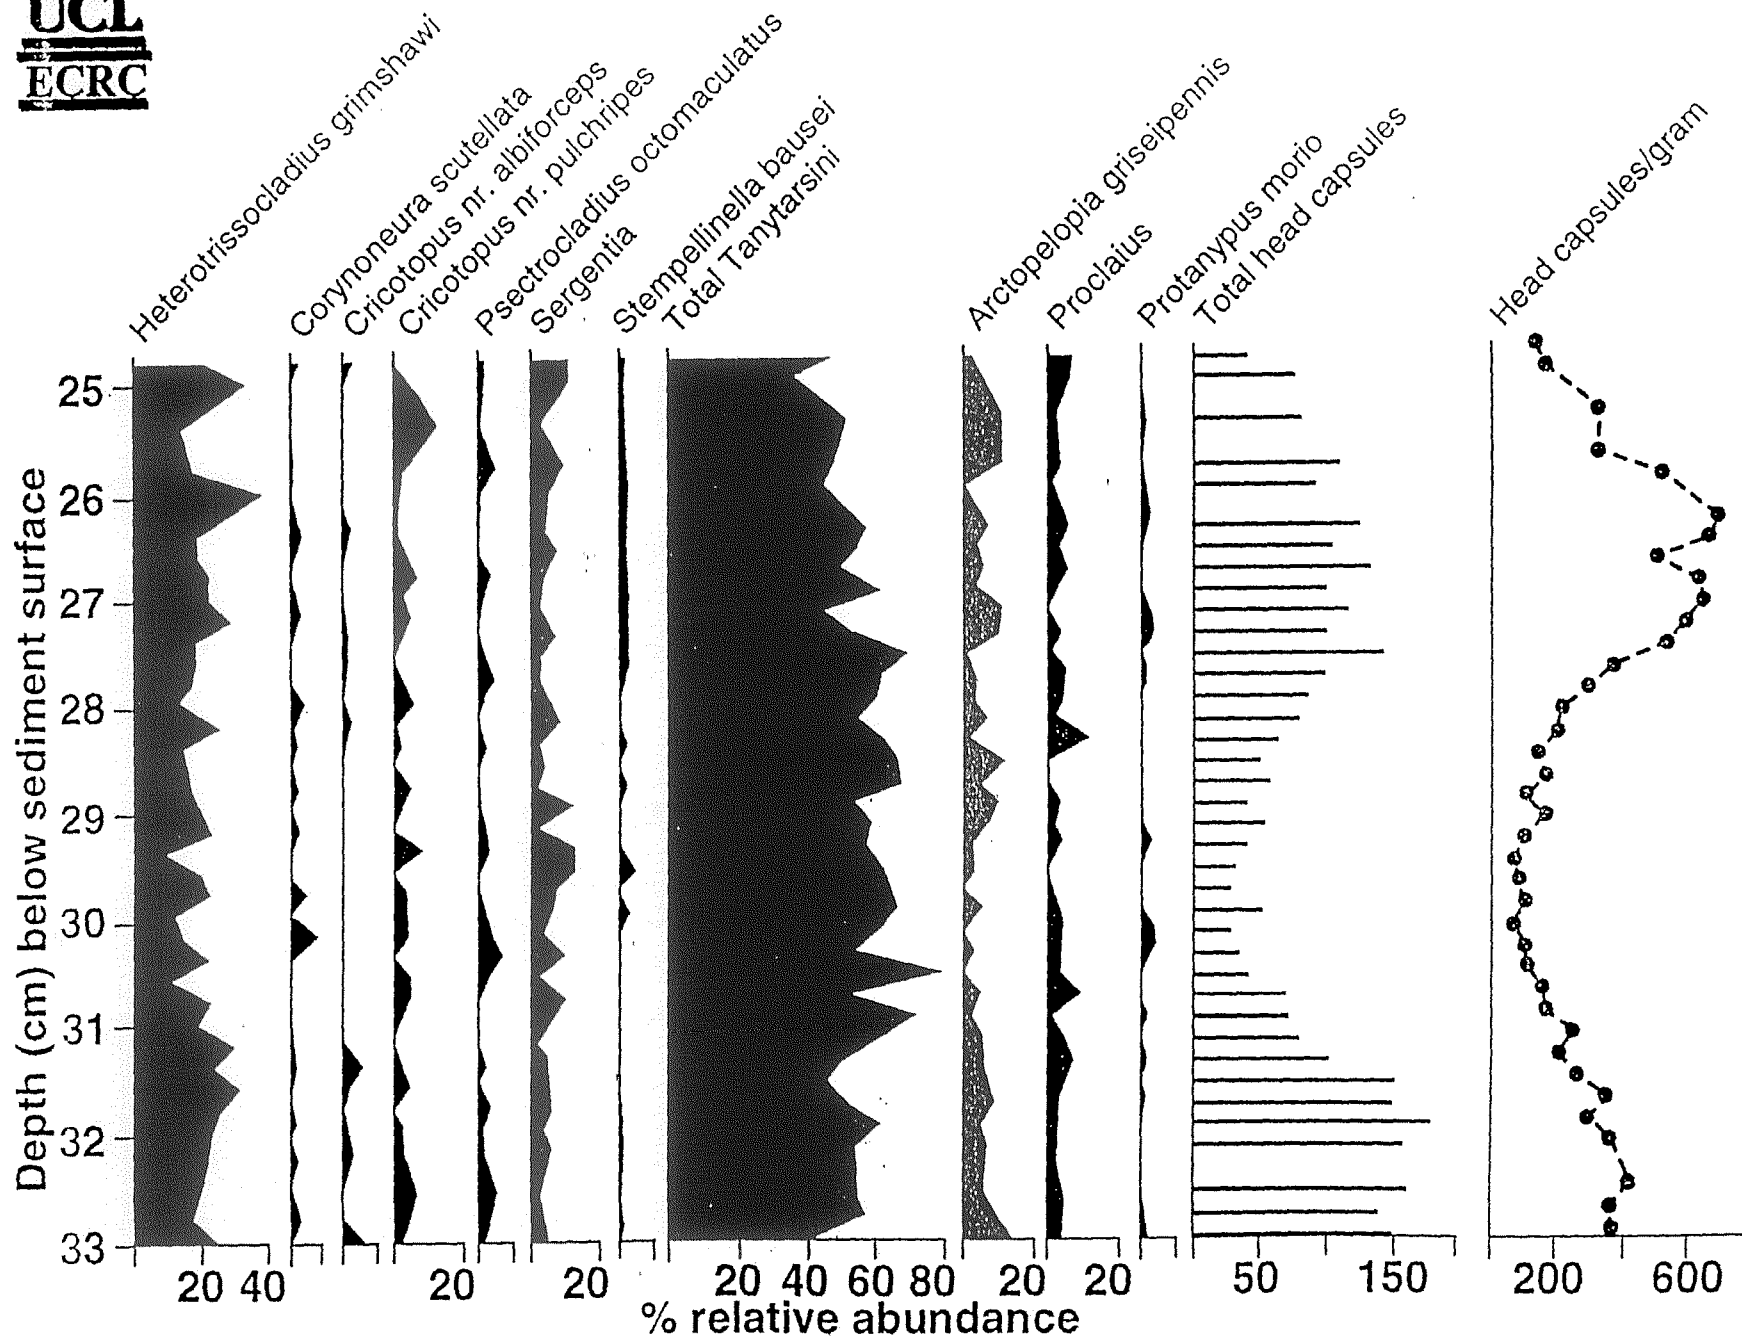 UCL
ECRC
Heterotrissocladius grimshawi
Corynoneura scutellata
Cricotopus nr. albiforceps
Cricotopus nr. pulchripes
Psectrocladius octomaculatus
Sergentia
Stempellinella bausei
Total Tanytarsini
Arctopelopia griseipennis
Proclaius
Protanypus morio
Total head capsules
Head capsules/gram
Depth (cm) below sediment surface
25
26
27
28
29
30
31
32
33
20 40 20 20 20 40 60 80 20 20 50 150 200 600
% relative abundance